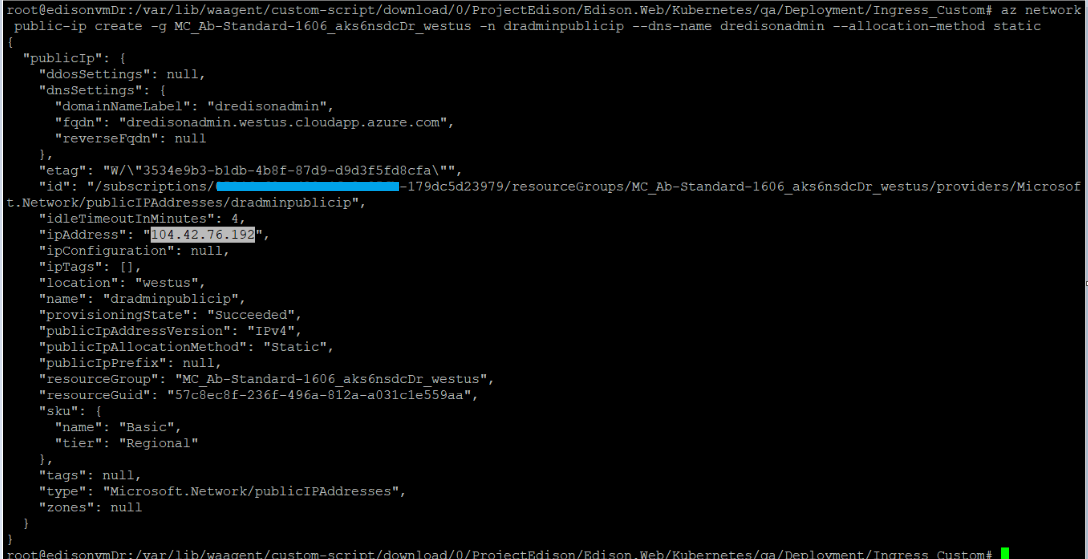 root@edisonvmDr:/var/lib/waagent/custom-script/download/0/ProjectEdison/Edison.Web/Kubernetes/qa/Deployment/Ingress_Custom# az network
public-ip create -g MC_Ab-Standard-1606_aks6nsdcDr_westus -n dradminpublicip --dns-name dredisonadmin --allocation-method static
{
"publicIp": {
"ddosSettings": null,
"dnsSettings": {
"domainNameLabel": "dredisonadmin",
"fqdn": "dredisonadmin.westus.cloudapp.azure.com",
"reverseFqdn": null
},
"etag": "W/\"3534e9b3-b1db-4b8f-87d9-d9d3f5fd8cfa\"",
"id": "/subscriptions/-179dc5d23979/resourceGroups/MC_Ab-Standard-1606_aks6nsdcDr_westus/providers/Microsof
t.Network/publicIPAddresses/dradminpublicip",
"idleTimeoutInMinutes": 4,
"ipAddress": "104.42.76.192",
"ipConfiguration": null,
"ipTags": [],
"location": "westus",
"name": "dradminpublicip",
"provisioningState": "Succeeded",
"publicIpAddressVersion": "IPv4",
"publicIpAllocationMethod": "Static",
"publicIpPrefix": null,
"resourceGroup": "MC_Ab-Standard-1606_aks6nsdcDr_westus",
"resourceGuid": "57c8ec8f-236f-496a-812a-a031c1e559aa",
"sku": {
"name": "Basic",
"tier": "Regional"
},
"tags": null,
"type": "Microsoft.Network/publicIPAddresses",
"zones": null
}
}
root@edisonvmDr:/var/lib/waagent/custom-script/download/0/ProjectEdison/Edison.Web/Kubernetes/qa/Deployment/Ingress_Custom#